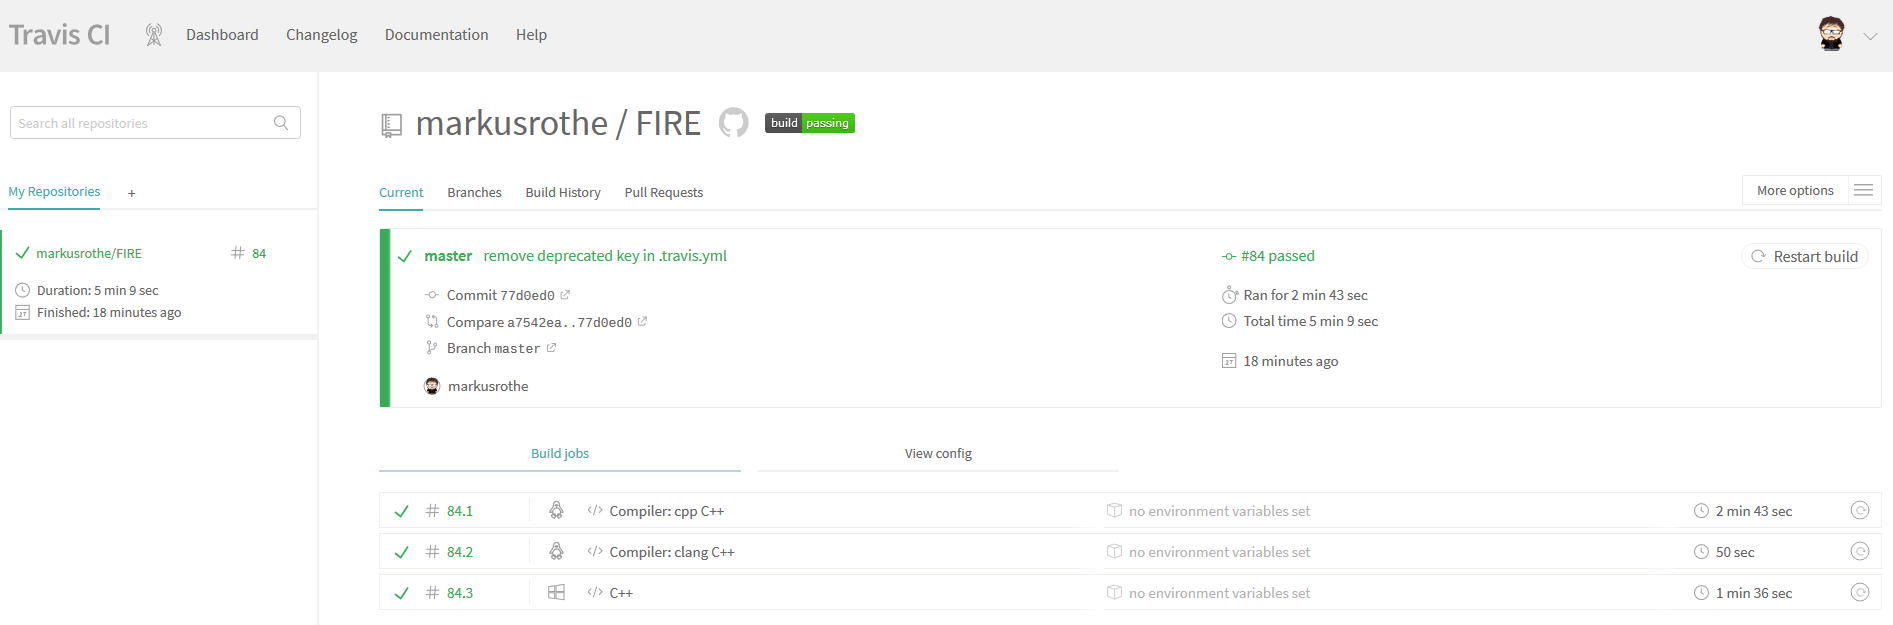 Travis CI Dashboard Changelog Documentation Help
Search all repositories
My Repositories +
markusrothe/FIRE # 84
Duration: 5 min 9 sec
27 Finished: 18 minutes ago
markusrothe / FIRE build passing
Current Branches Build History Pull Requests More options
master remove deprecated key in .travis.yml #84 passed Restart build
Commit 77d0ed0 Ran for 2 min 43 sec
Compare a7542ea..77d0ed0 Total time 5 min 9 sec
Branch master
27 18 minutes ago
markusrothe
Build jobs View config
# 84.1 </> Compiler: cpp C++ no environment variables set 2 min 43 sec
# 84.2 </> Compiler: clang C++ no environment variables set 50 sec
# 84.3 </> C++ no environment variables set 1 min 36 sec